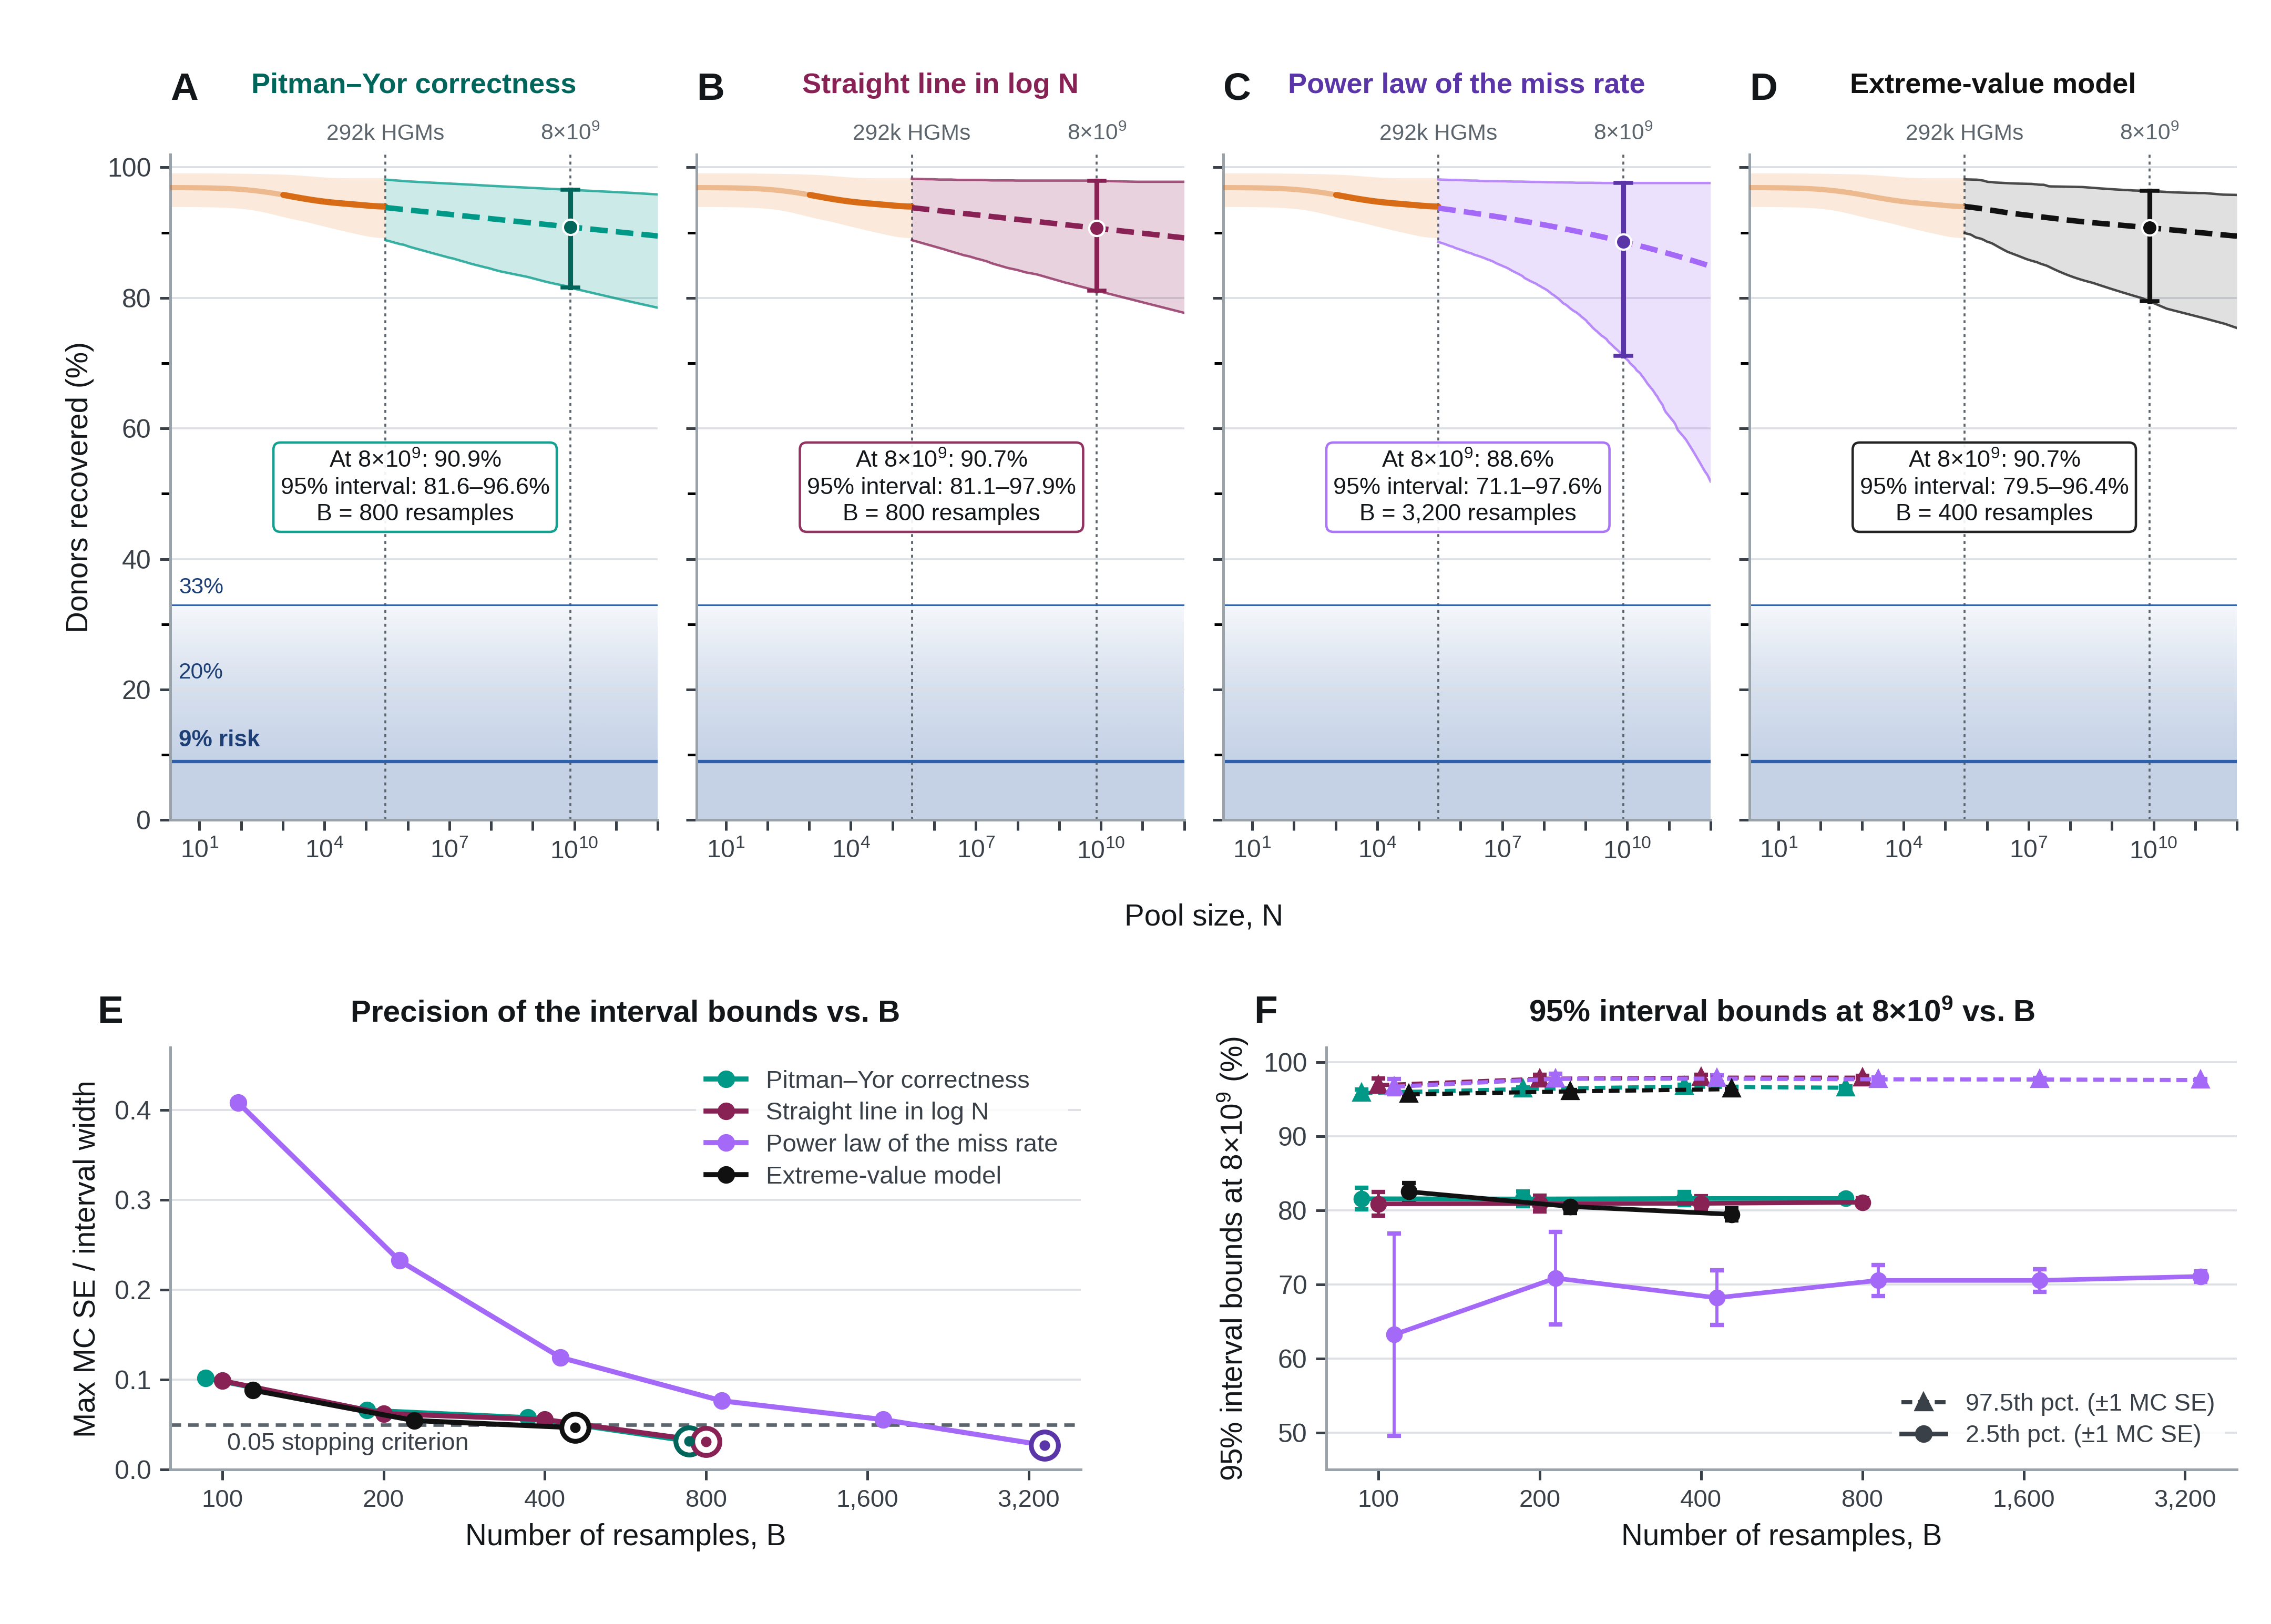 A Pitman–Yor correctness
292k HGMs 8×10⁹
B Straight line in log N
292k HGMs 8×10⁹
C Power law of the miss rate
292k HGMs 8×10⁹
D Extreme-value model
292k HGMs 8×10⁹
Donors recovered (%)
100
80
60
40
20
0
At 8×10⁹: 90.9%
95% interval: 81.6–96.6%
B = 800 resamples
At 8×10⁹: 90.7%
95% interval: 81.1–97.9%
B = 800 resamples
At 8×10⁹: 88.6%
95% interval: 71.1–97.6%
B = 3,200 resamples
At 8×10⁹: 90.7%
95% interval: 79.5–96.4%
B = 400 resamples
33%
20%
9% risk
10¹ 10⁴ 10⁷ 10¹⁰
10¹ 10⁴ 10⁷ 10¹⁰
10¹ 10⁴ 10⁷ 10¹⁰
10¹ 10⁴ 10⁷ 10¹⁰
Pool size, N
E Precision of the interval bounds vs. B
Max MC SE / interval width
0.4
0.3
0.2
0.1
0.0
Pitman–Yor correctness
Straight line in log N
Power law of the miss rate
Extreme-value model
0.05 stopping criterion
100 200 400 800 1,600 3,200
Number of resamples, B
F 95% interval bounds at 8×10⁹ vs. B
95% interval bounds at 8×10⁹ (%)
100
90
80
70
60
50
97.5th pct. (±1 MC SE)
2.5th pct. (±1 MC SE)
100 200 400 800 1,600 3,200
Number of resamples, B